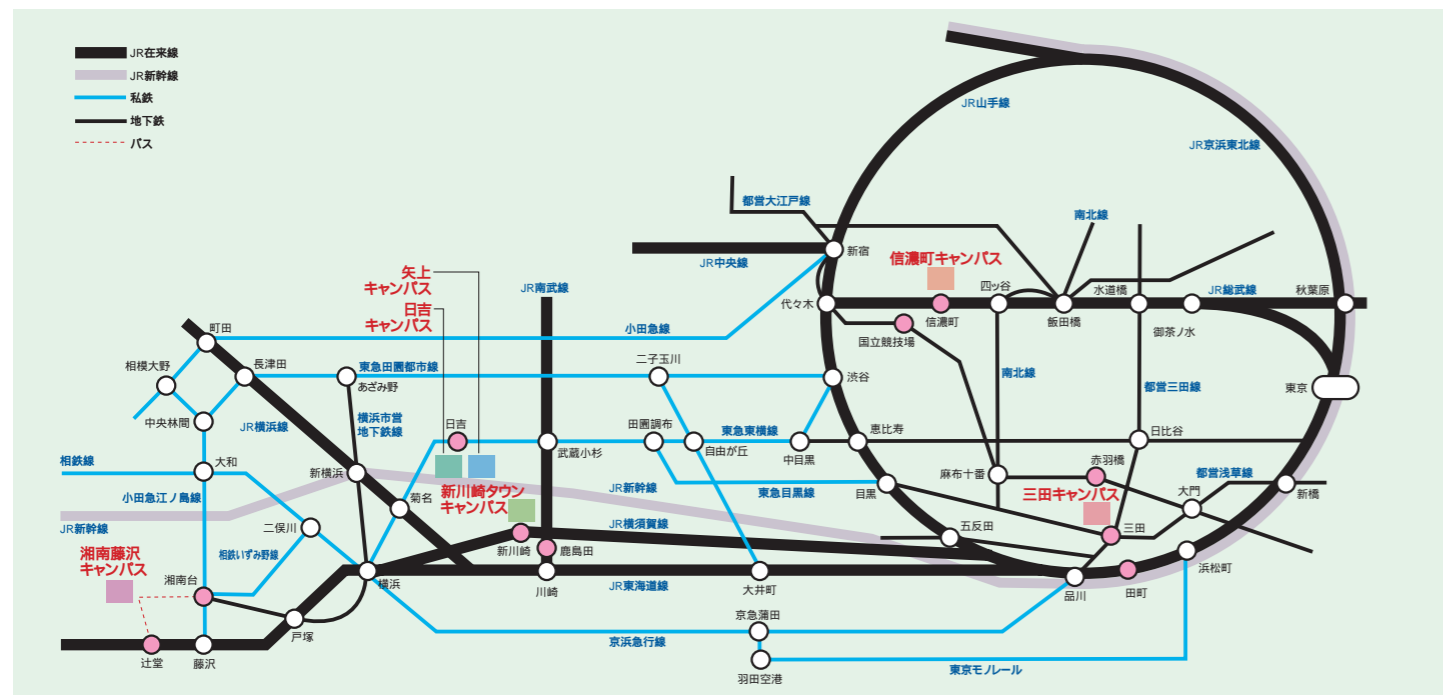 JR在来線
JR新幹線
私鉄
地下鉄
バス
JR山手線
JR京浜東北線
都営大江戸線
南北線
新宿
JR中央線
信濃町キャンパス
矢上
キャンパス
日吉
キャンパス
JR南武線
代々木
信濃町
四ッ谷
飯田橋
水道橋
御茶ノ水
JR総武線
秋葉原
国立競技場
町田
小田急線
相模大野
長津田
東急田園都市線
あざみ野
二子玉川
渋谷
南北線
都営三田線
東京
中央林間
JR横浜線
横浜市営
地下鉄線
日吉
武蔵小杉
田園調布
自由が丘
東急東横線
中目黒
恵比寿
日比谷
相鉄線
大和
新横浜
菊名
新川崎タウン
キャンパス
JR新幹線
東急目黒線
目黒
麻布十番
赤羽橋
三田キャンパス
大門
都営浅草線
新橋
小田急江ノ島線
JR新幹線
二俣川
相鉄いずみ野線
JR横須賀線
新川崎
鹿島田
五反田
三田
浜松町
湘南藤沢
キャンパス
湘南台
横浜
川崎
JR東海道線
大井町
品川
田町
戸塚
辻堂
藤沢
京浜急行線
京急蒲田
羽田空港
東京モノレール